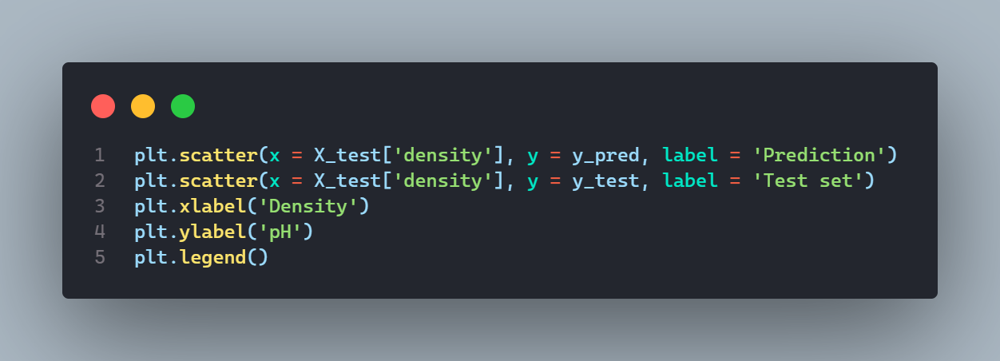 1 plt.scatter(x = X_test['density'], y = y_pred, label = 'Prediction')
2 plt.scatter(x = X_test['density'], y = y_test, label = 'Test set')
3 plt.xlabel('Density')
4 plt.ylabel('pH')
5 plt.legend()